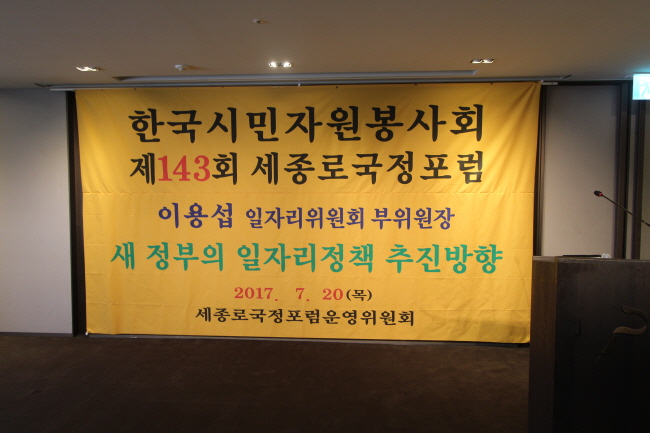 한국시민자원봉사회
제143회 세종로국정포럼
이용섭 일자리위원회 부위원장
새 정부의 일자리정책 추진방향
2017. 7. 20(목)
세종로국정포럼운영위원회